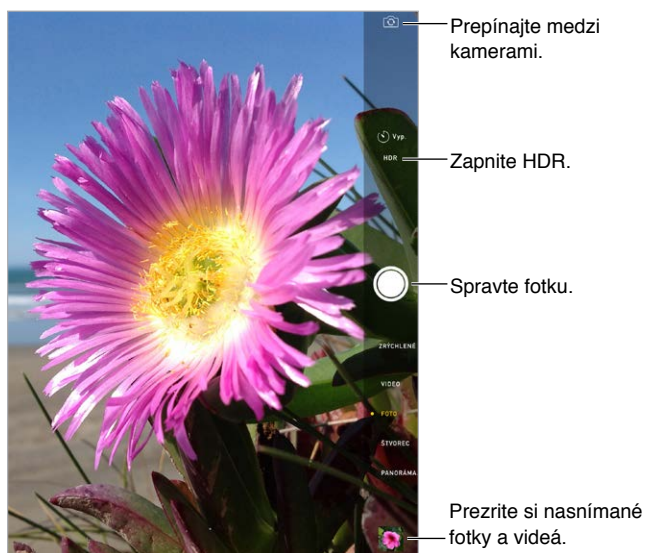 Prepínajte medzi
kamerami.
Vyp.
HDR
Zapnite HDR.
Spravte fotku.
ZRÝCHLENÉ
VIDEO
FOTO
ŠTVOREC
PANORÁMA
Prezrite si nasnímané
fotky a videá.